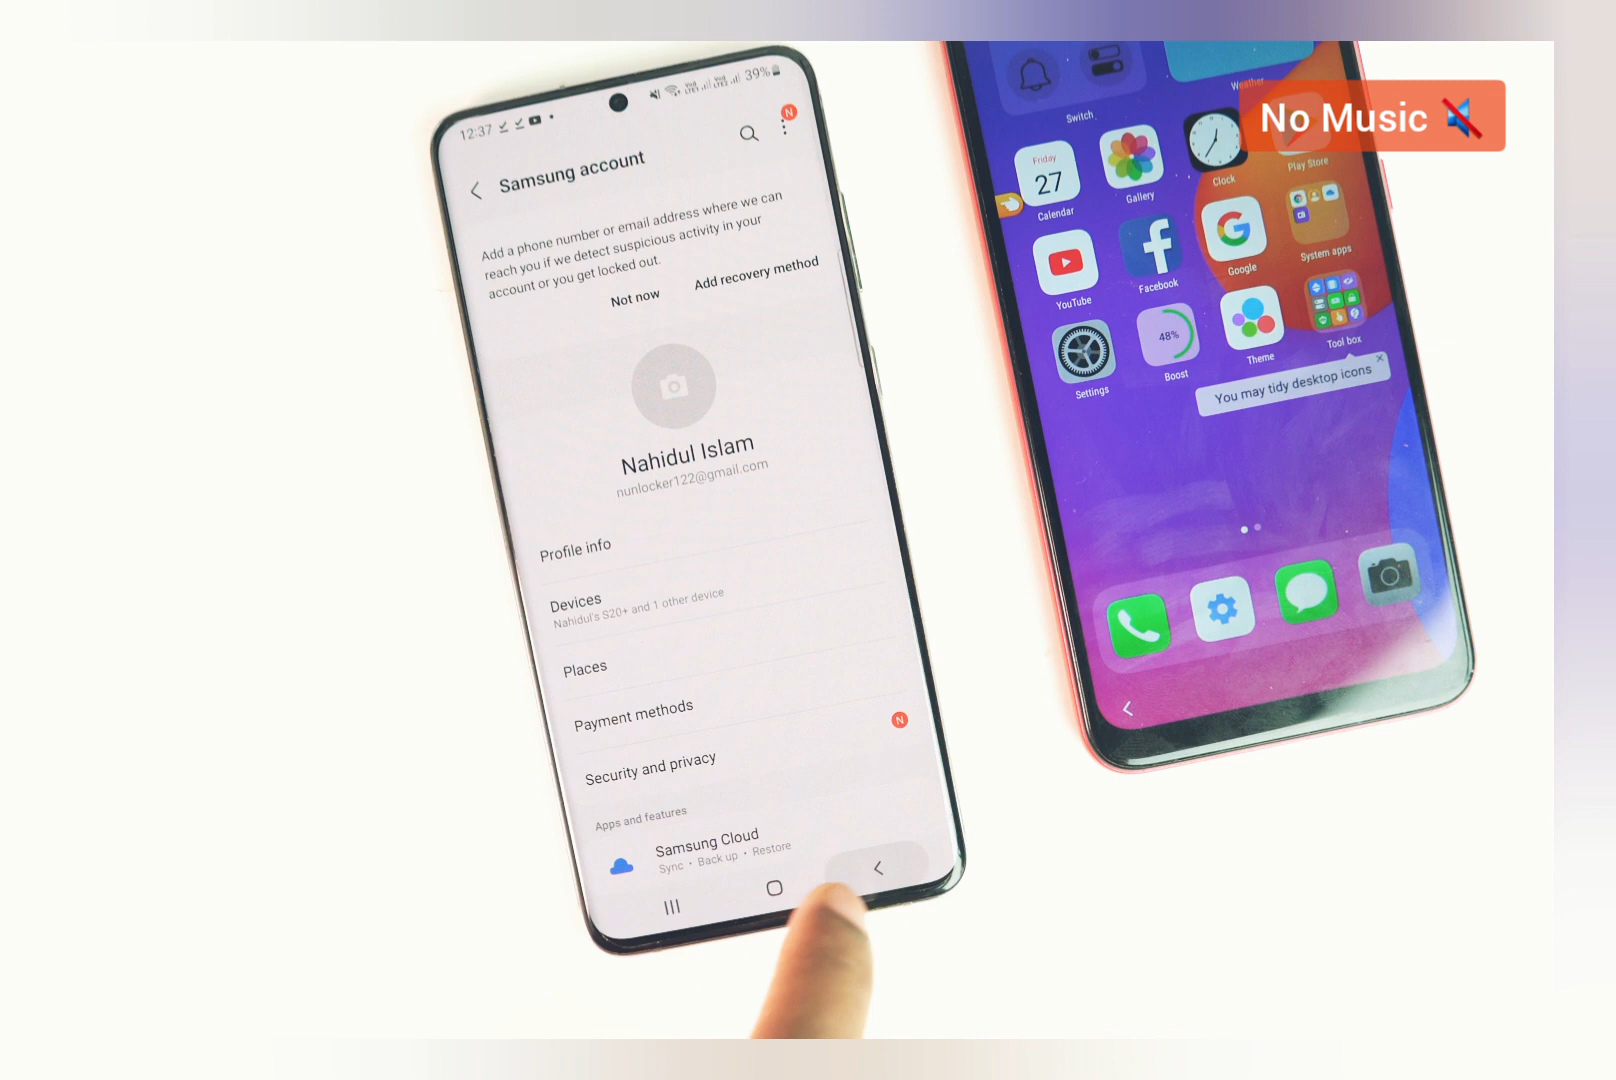 12:37
39%
Samsung account
N
Add a phone number or email address where we can
reach you if we detect suspicious activity in your
account or you get locked out.
Not now
Add recovery method
Nahidul Islam
nunlocker122@gmail.com
Profile info
Devices
Nahidul's S20+ and 1 other device
Places
Payment methods
Security and privacy
N
Apps and features
Samsung Cloud
Sync • Back up • Restore
No Music
Switch
Weather
Friday
27
Calendar
Gallery
Clock
Play Store
YouTube
Facebook
Google
System apps
Settings
48%
Boost
Theme
Tool box
You may tidy desktop icons